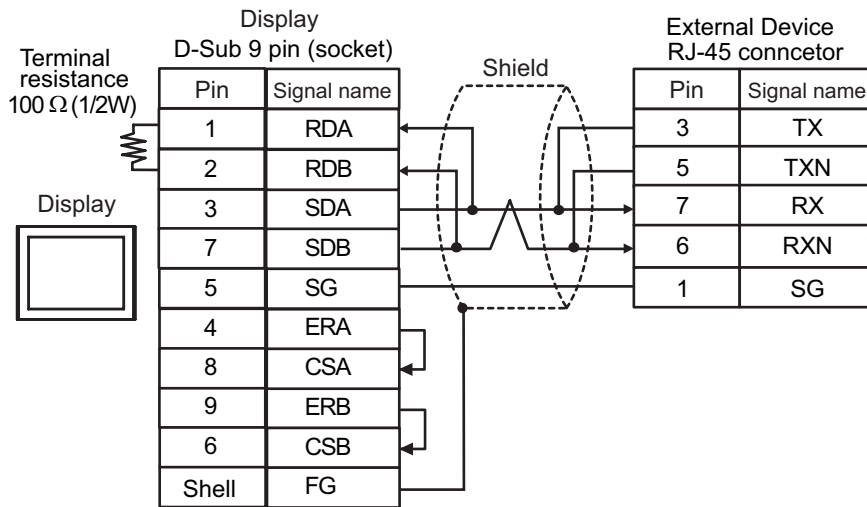 Display
D-Sub 9 pin (socket)
External Device
RJ-45 conncetor
Terminal
resistance
100 Ω (1/2W)
Shield
Display
Pin Signal name
1 RDA
2 RDB
3 SDA
7 SDB
5 SG
4 ERA
8 CSA
9 ERB
6 CSB
Shell FG
Pin Signal name
3 TX
5 TXN
7 RX
6 RXN
1 SG